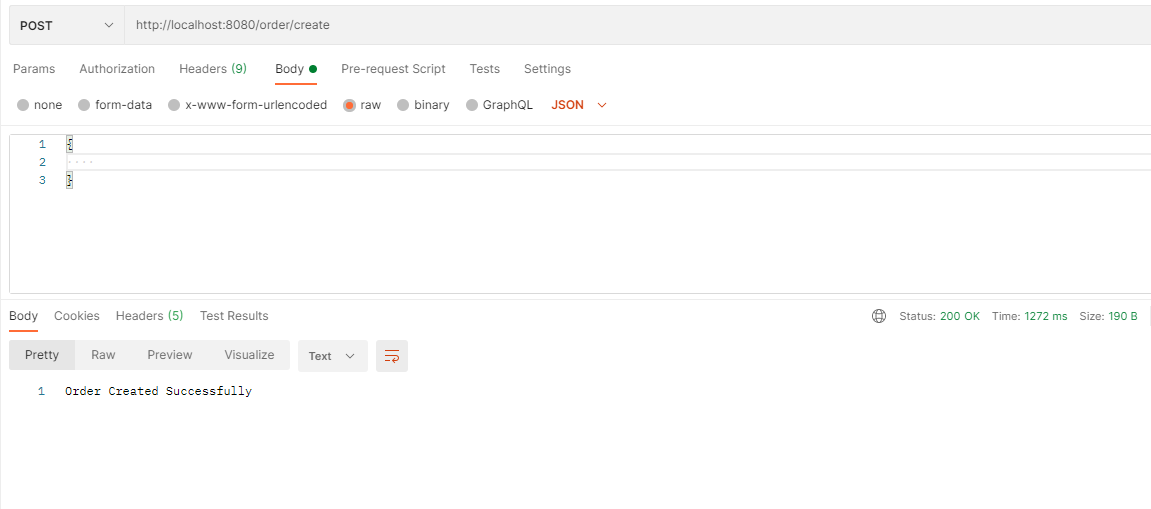 POST http://localhost:8080/order/create
Params Authorization Headers (9) Body Pre-request Script Tests Settings
none form-data x-www-form-urlencoded raw binary GraphQL JSON
1 {
2 ····
3 }
Body Cookies Headers (5) Test Results Status: 200 OK Time: 1272 ms Size: 190 B
Pretty Raw Preview Visualize Text
1 Order Created Successfully